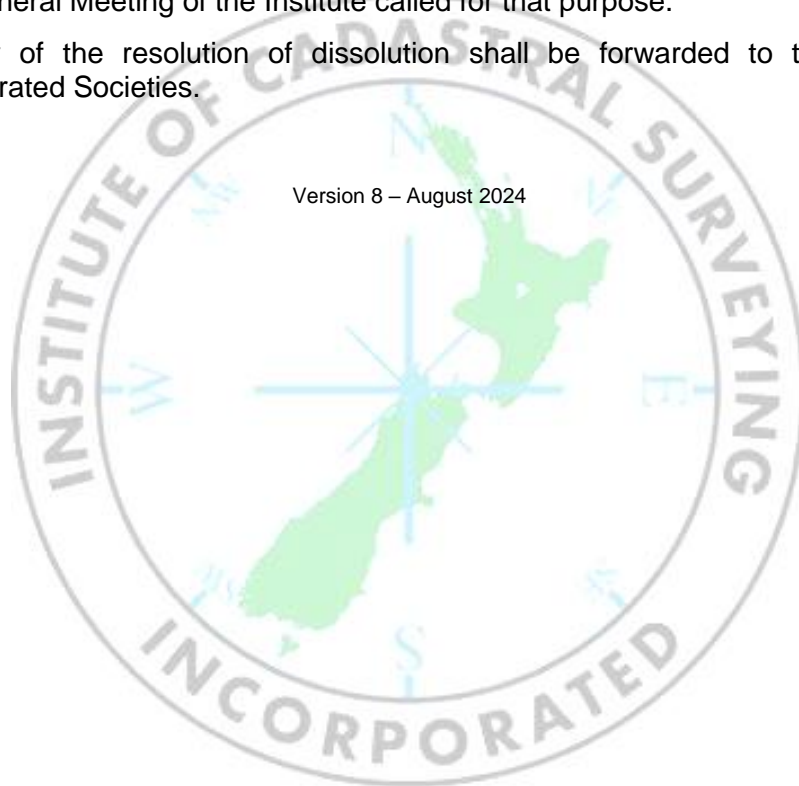 neral Meeting of the Institute called for that purpose.
of the resolution of dissolution shall be forwarded to t
rated Societies.
Version 8 – August 2024
INSTITUTE OF CADASTRAL SURVEYING
INCORPORATED
N
NE
E
S
W